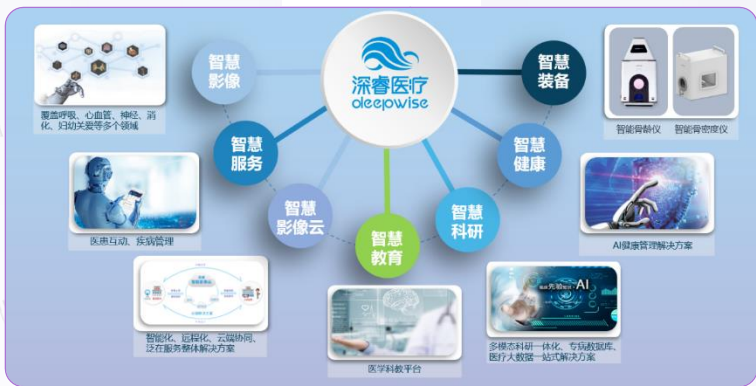 深睿医疗
deepwise
智慧
影像
智慧
服务
智慧
影像云
智慧
教育
智慧
科研
智慧
健康
智慧
装备
覆盖呼吸、心血管、神经、消
化、妇幼关爱等多个领域
医患互动、疾病管理
智能化、远程化、云端协同、
泛在服务整体解决方案
医学科教平台
多模态科研一体化、专病数据库、
医疗大数据一站式解决方案
AI
AI健康管理解决方案
智能骨龄仪
智能骨密度仪